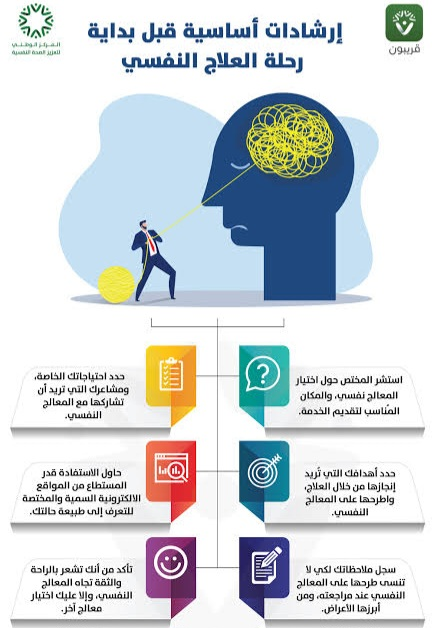 المركز الوطني
لتعزيز الصحة النفسية
قريبون
إرشادات أساسية قبل بداية
رحلة العلاج النفسي
استشر المختص حول اختيار
المعالج نفسي، والمكان
المُناسب لتقديم الخدمة.
حدد احتياجاتك الخاصة،
ومشاعرك التي تريد أن
تشاركها مع المعالج
النفسي.
حدد أهدافك التي تُريد
إنجازها من خلال العلاج،
واطرحها على المعالج
النفسي.
حاول الاستفادة قدر
المستطاع من المواقع
الالكترونية السمية والمختصة
للتعرف إلى طبيعة حالتك.
سجل ملاحظاتك لكي لا
تنسى طرحها على المعالج
النفسي عند مراجعته، ومن
أبرزها الأعراض.
تأكد من أنك تشعر بالراحة
والثقة تجاه المعالج
النفسي، وإلا عليك اختيار
معالج آخر.